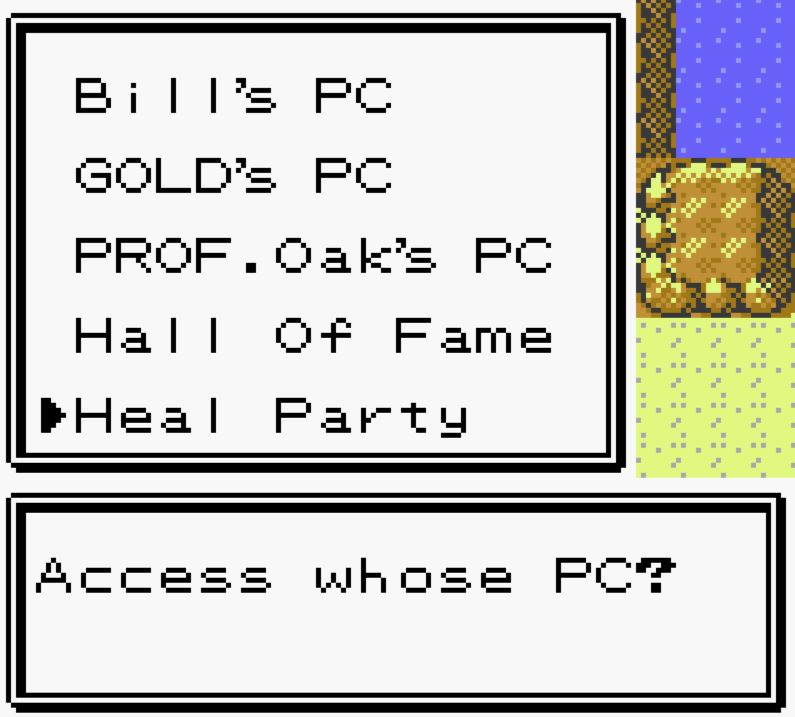 Bill's PC
GOLD's PC
PROF.Oak's PC
Hall Of Fame
▶Heal Party
Access whose PC?